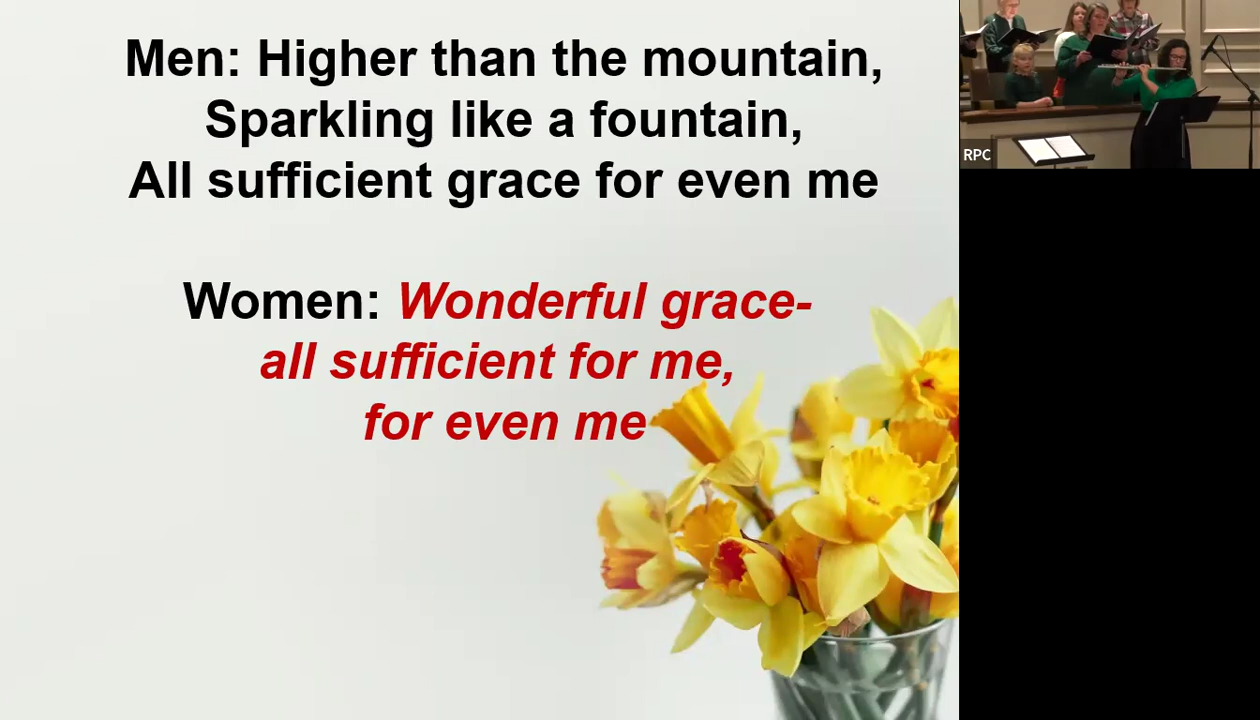 Men: Higher than the mountain,
Sparkling like a fountain,
All sufficient grace for even me
Women: Wonderful grace-
all sufficient for me,
for even me
RPC